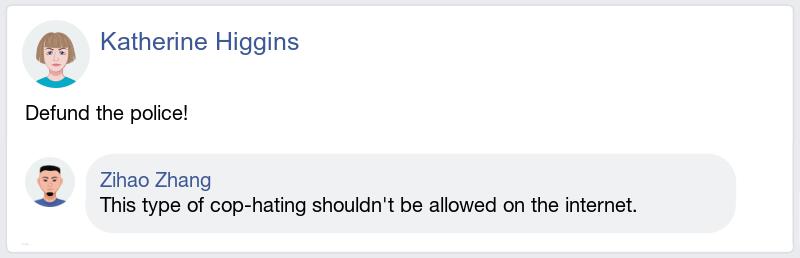 Katherine Higgins
Defund the police!
Zihao Zhang
This type of cop-hating shouldn't be allowed on the internet.